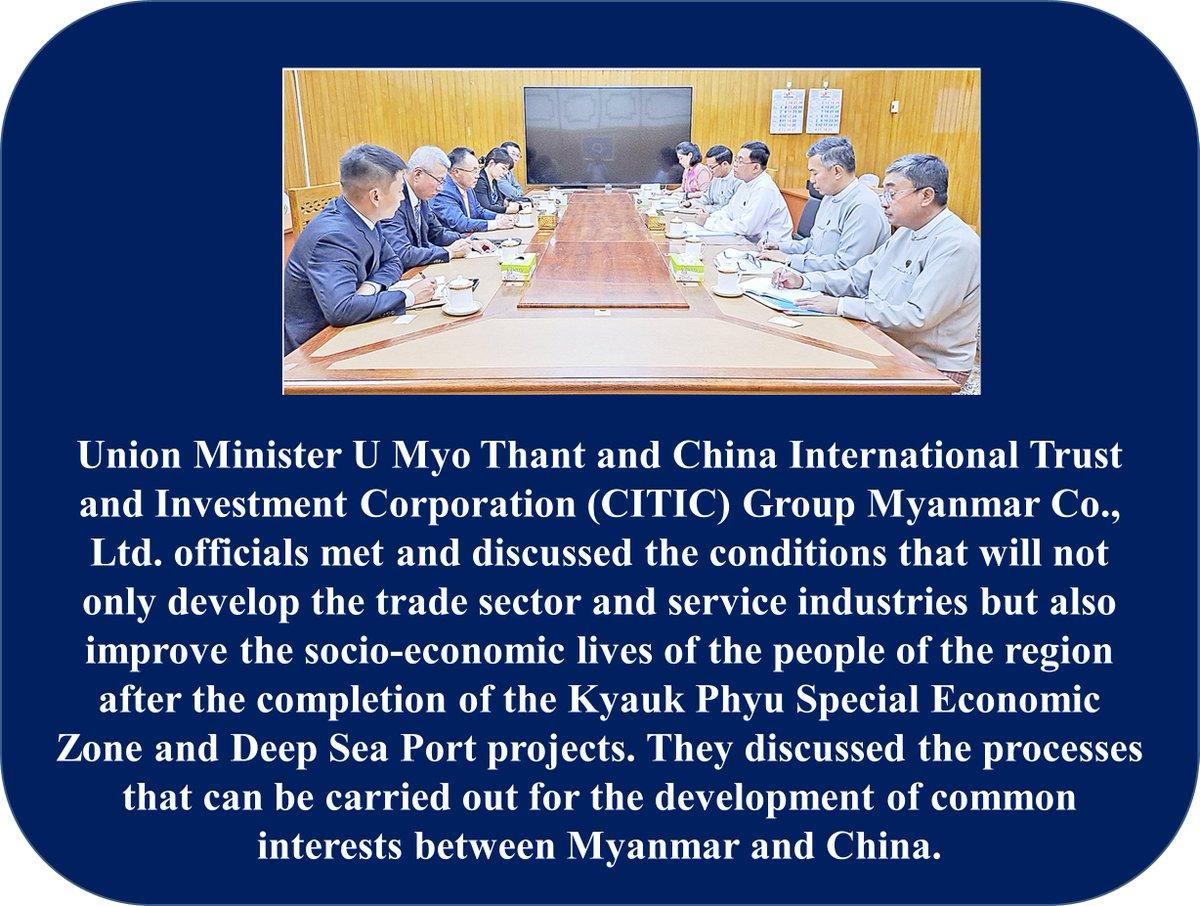 Union Minister U Myo Thant and China International Trust
and Investment Corporation (CITIC) Group Myanmar Co.,
Ltd. officials met and discussed the conditions that will not
only develop the trade sector and service industries but also
improve the socio-economic lives of the people of the region
after the completion of the Kyauk Phyu Special Economic
Zone and Deep Sea Port projects. They discussed the processes
that can be carried out for the development of common
interests between Myanmar and China.